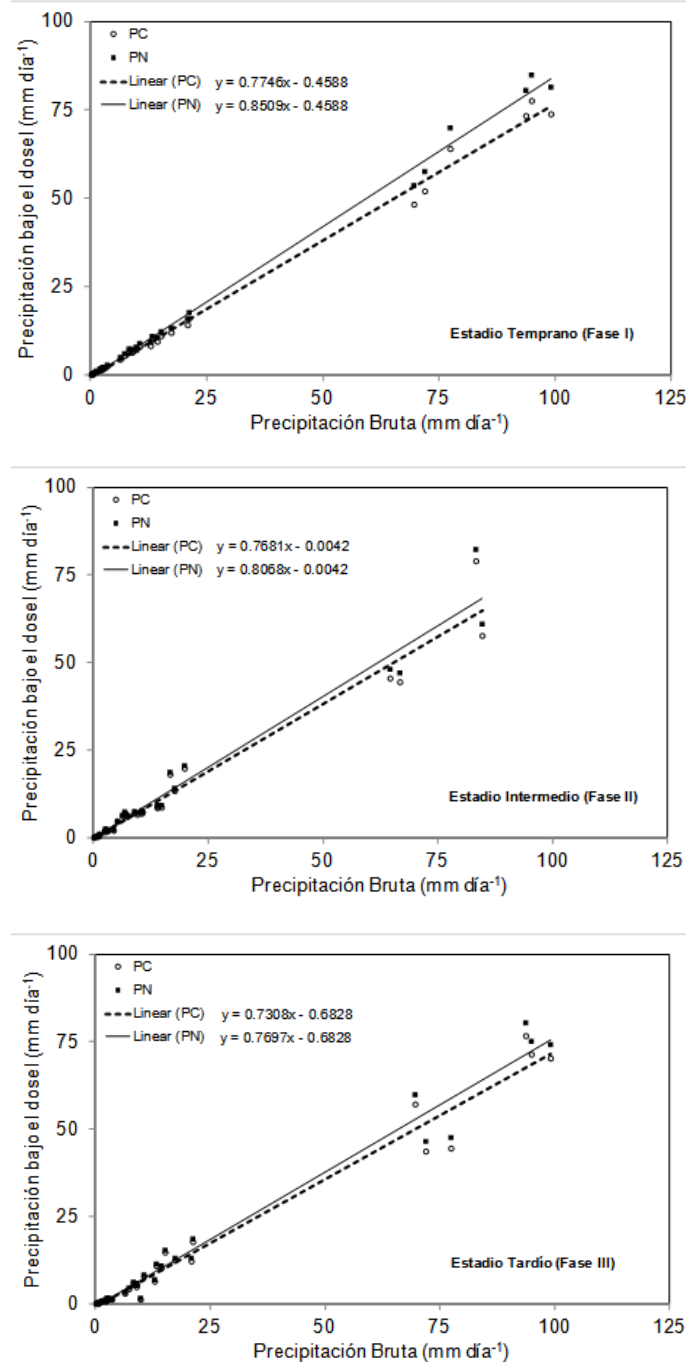 100
75
50
25
0
Precipitación bajo el dosel (mm día-1)
PC
PN
Linear (PC) y = 0.7746x - 0.4588
Linear (PN) y = 0.8509x - 0.4588
Estadio Temprano (Fase I)
0 25 50 75 100 125
Precipitación Bruta (mm día-1)
100
75
50
25
0
Precipitación bajo el dosel (mm día-1)
PC
PN
Linear (PC) y = 0.7681x - 0.0042
Linear (PN) y = 0.8068x - 0.0042
Estadio Intermedio (Fase II)
0 25 50 75 100 125
Precipitación Bruta (mm día-1)
100
75
50
25
0
Precipitación bajo el dosel (mm día-1)
PC
PN
Linear (PC) y = 0.7308x - 0.6828
Linear (PN) y = 0.7697x - 0.6828
Estadio Tardío (Fase III)
0 25 50 75 100 125
Precipitación Bruta (mm día-1)